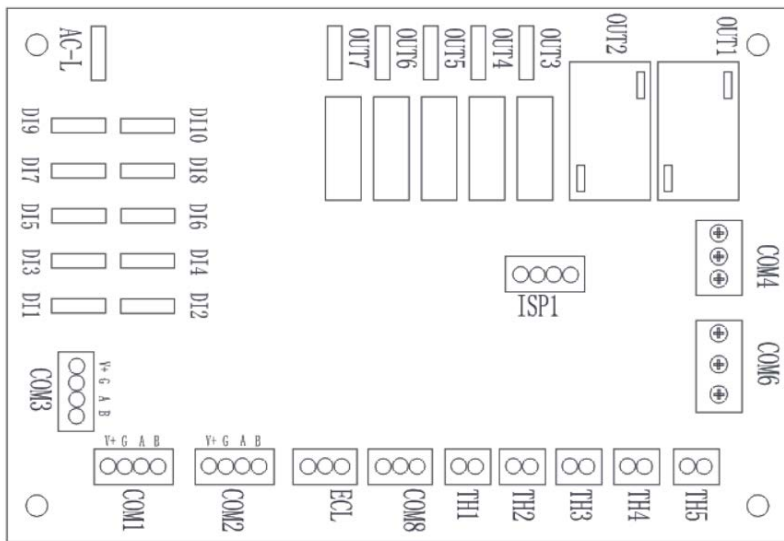 AC-L
OUT7
OUT6
OUT5
OUT4
OUT3
OUT2
OUT1
DI9
DI10
DI7
DI8
DI5
DI6
DI3
DI4
DI1
DI2
COM4
ISP1
COM6
COM3
V+ G A B
V+ G A B
V+ G A B
COM1
COM2
ECL
COM8
TH1
TH2
TH3
TH4
TH5